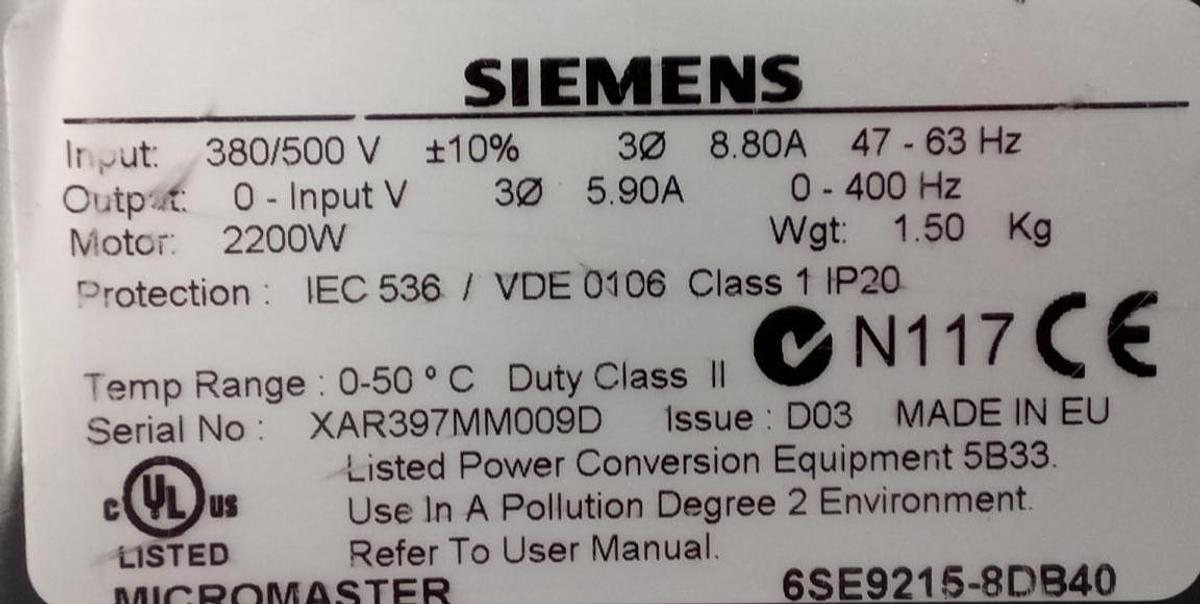 SIEMENS
Input: 380/500 V ±10% 3Ø 8.80A 47 - 63 Hz
Output: 0 - Input V 3Ø 5.90A 0 - 400 Hz
Motor: 2200W Wgt: 1.50 Kg
Protection : IEC 536 / VDE 0106 Class 1 IP20
N117 CE
Temp Range : 0-50 ° C Duty Class II
Serial No : XAR397MM009D Issue : D03 MADE IN EU
Listed Power Conversion Equipment 5B33.
C UL US Use In A Pollution Degree 2 Environment.
LISTED Refer To User Manual.
MICROMASTER 6SE9215-8DB40